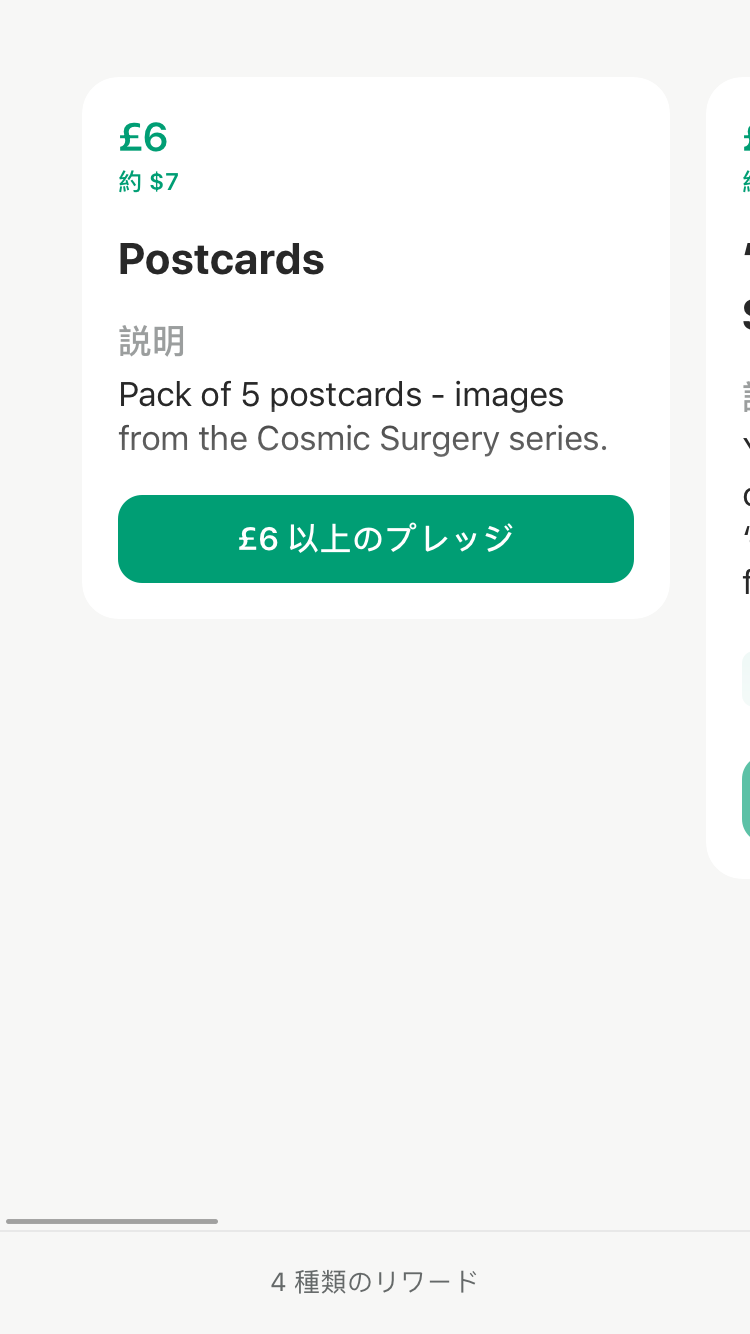 £6
約 $7
Postcards
説明
Pack of 5 postcards - images
from the Cosmic Surgery series.
£6 以上のプレッジ
4 種類のリワード